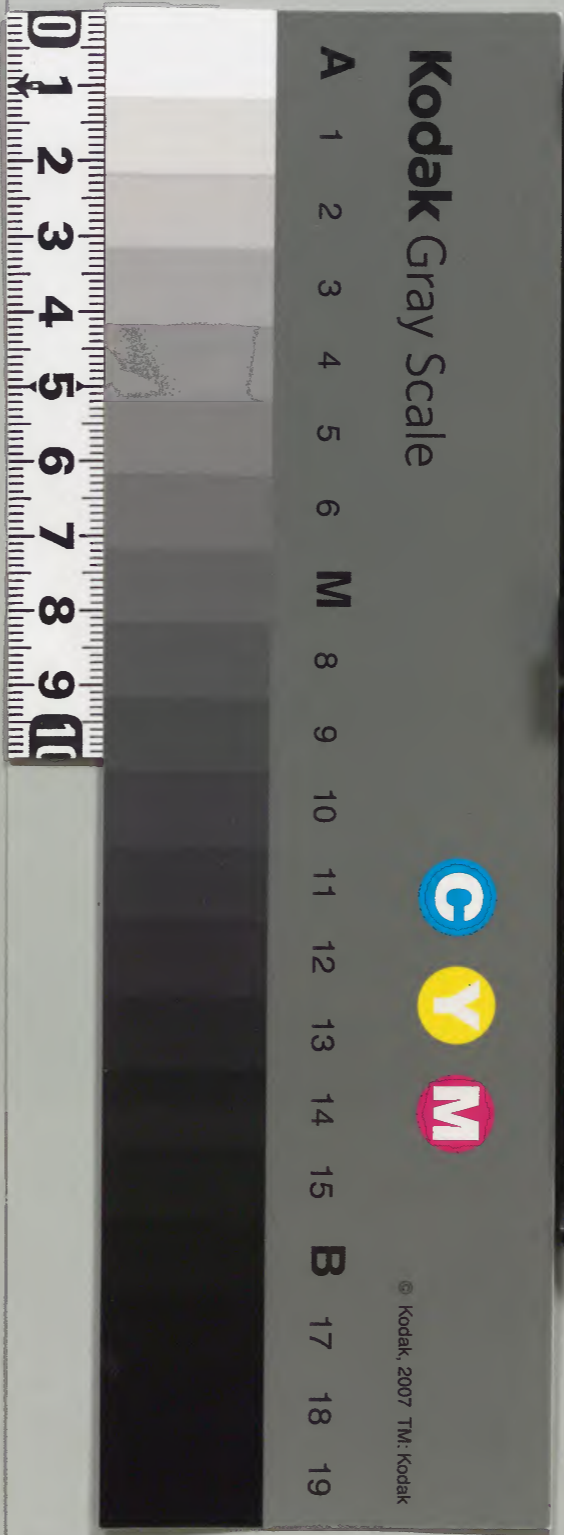 Kodak Gray Scale
C Y M
© Kodak, 2007 TM: Kodak
A 1 2 3 4 5 6 M 8 9 10 11 12 13 14 15 B 17 18 19
0 1 2 3 4 5 6 7 8 9 10